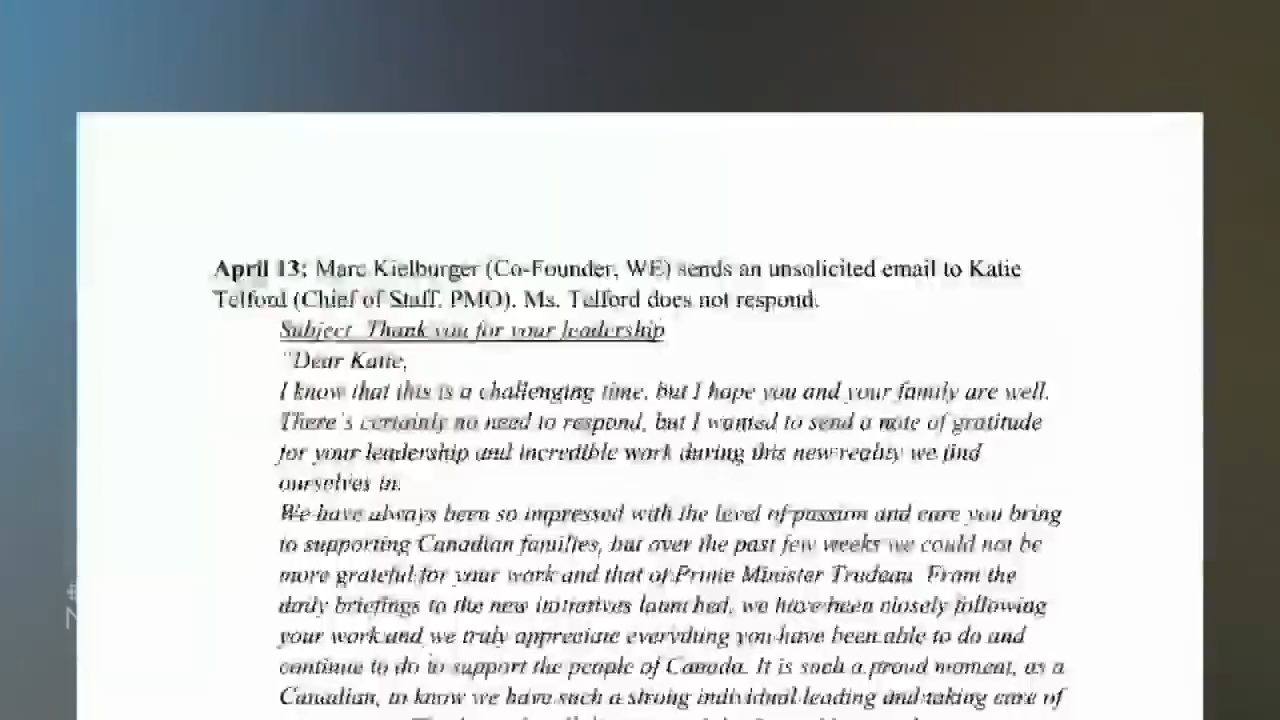 April 13: Marc Kielburger (Co-Founder, WE) sends an unsolicited email to Katie
Telford (Chief of Staff, PMO). Ms. Telford does not respond.
Subject: Thank you for your leadership
"Dear Katie,
I know that this is a challenging time, but I hope you and your family are well.
There's certainly no need to respond, but I wanted to send a note of gratitude
for your leadership and incredible work during this new reality we find
ourselves in.
We have always been so impressed with the level of passion and care you bring
to supporting Canadian families, but over the past few weeks we could not be
more grateful for your work and that of Prime Minister Trudeau. From the
daily briefings to the new initiatives launched, we have been closely following
your work and we truly appreciate everything you have been able to do and
continue to do to support the people of Canada. It is such a proud moment, as a
Canadian, to know we have such a strong individual leading and taking care of